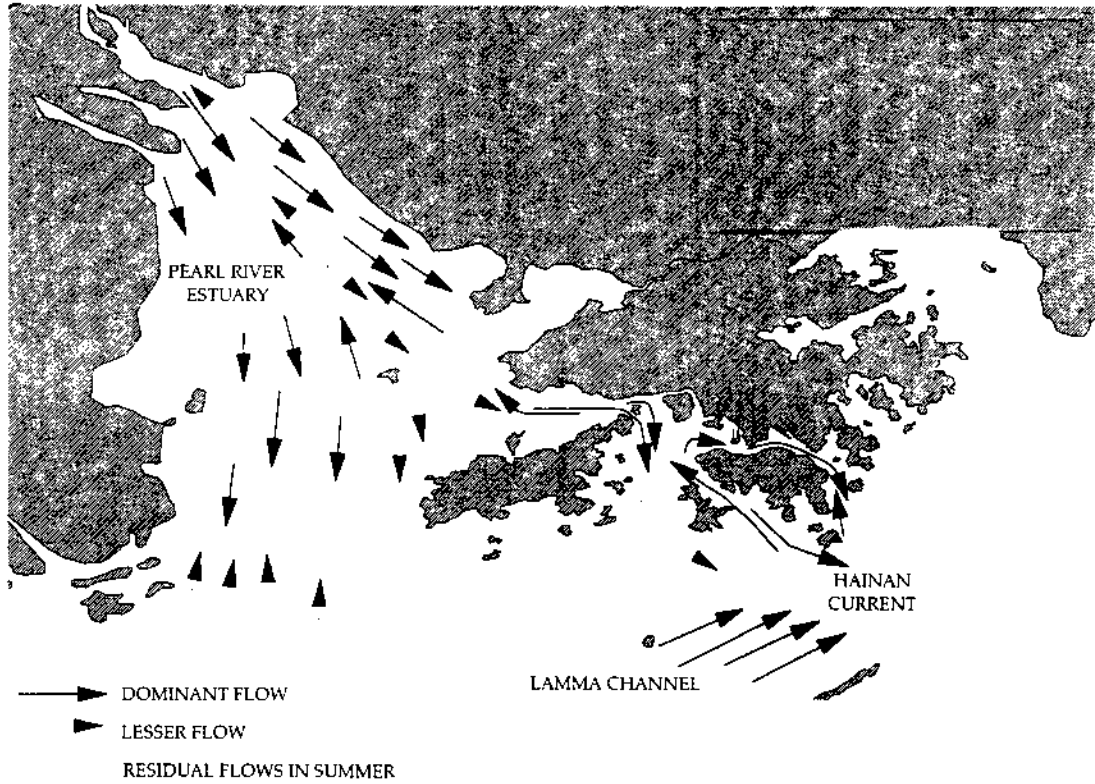 PEARL RIVER
ESTUARY
HAINAN
CURRENT
LAMMA CHANNEL
DOMINANT FLOW
LESSER FLOW
RESIDUAL FLOWS IN SUMMER